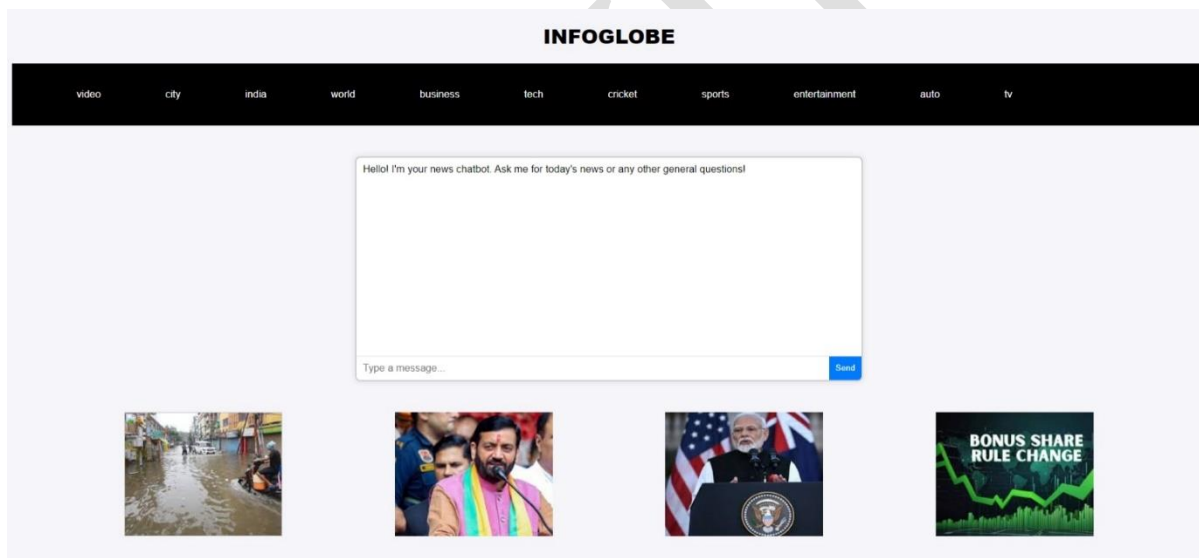 INFOGLOBE
video city india world business tech cricket sports entertainment auto tv
Hello! I'm your news chatbot. Ask me for today's news or any other general questions!
Type a message...
Send
BONUS SHARE
RULE CHANGE